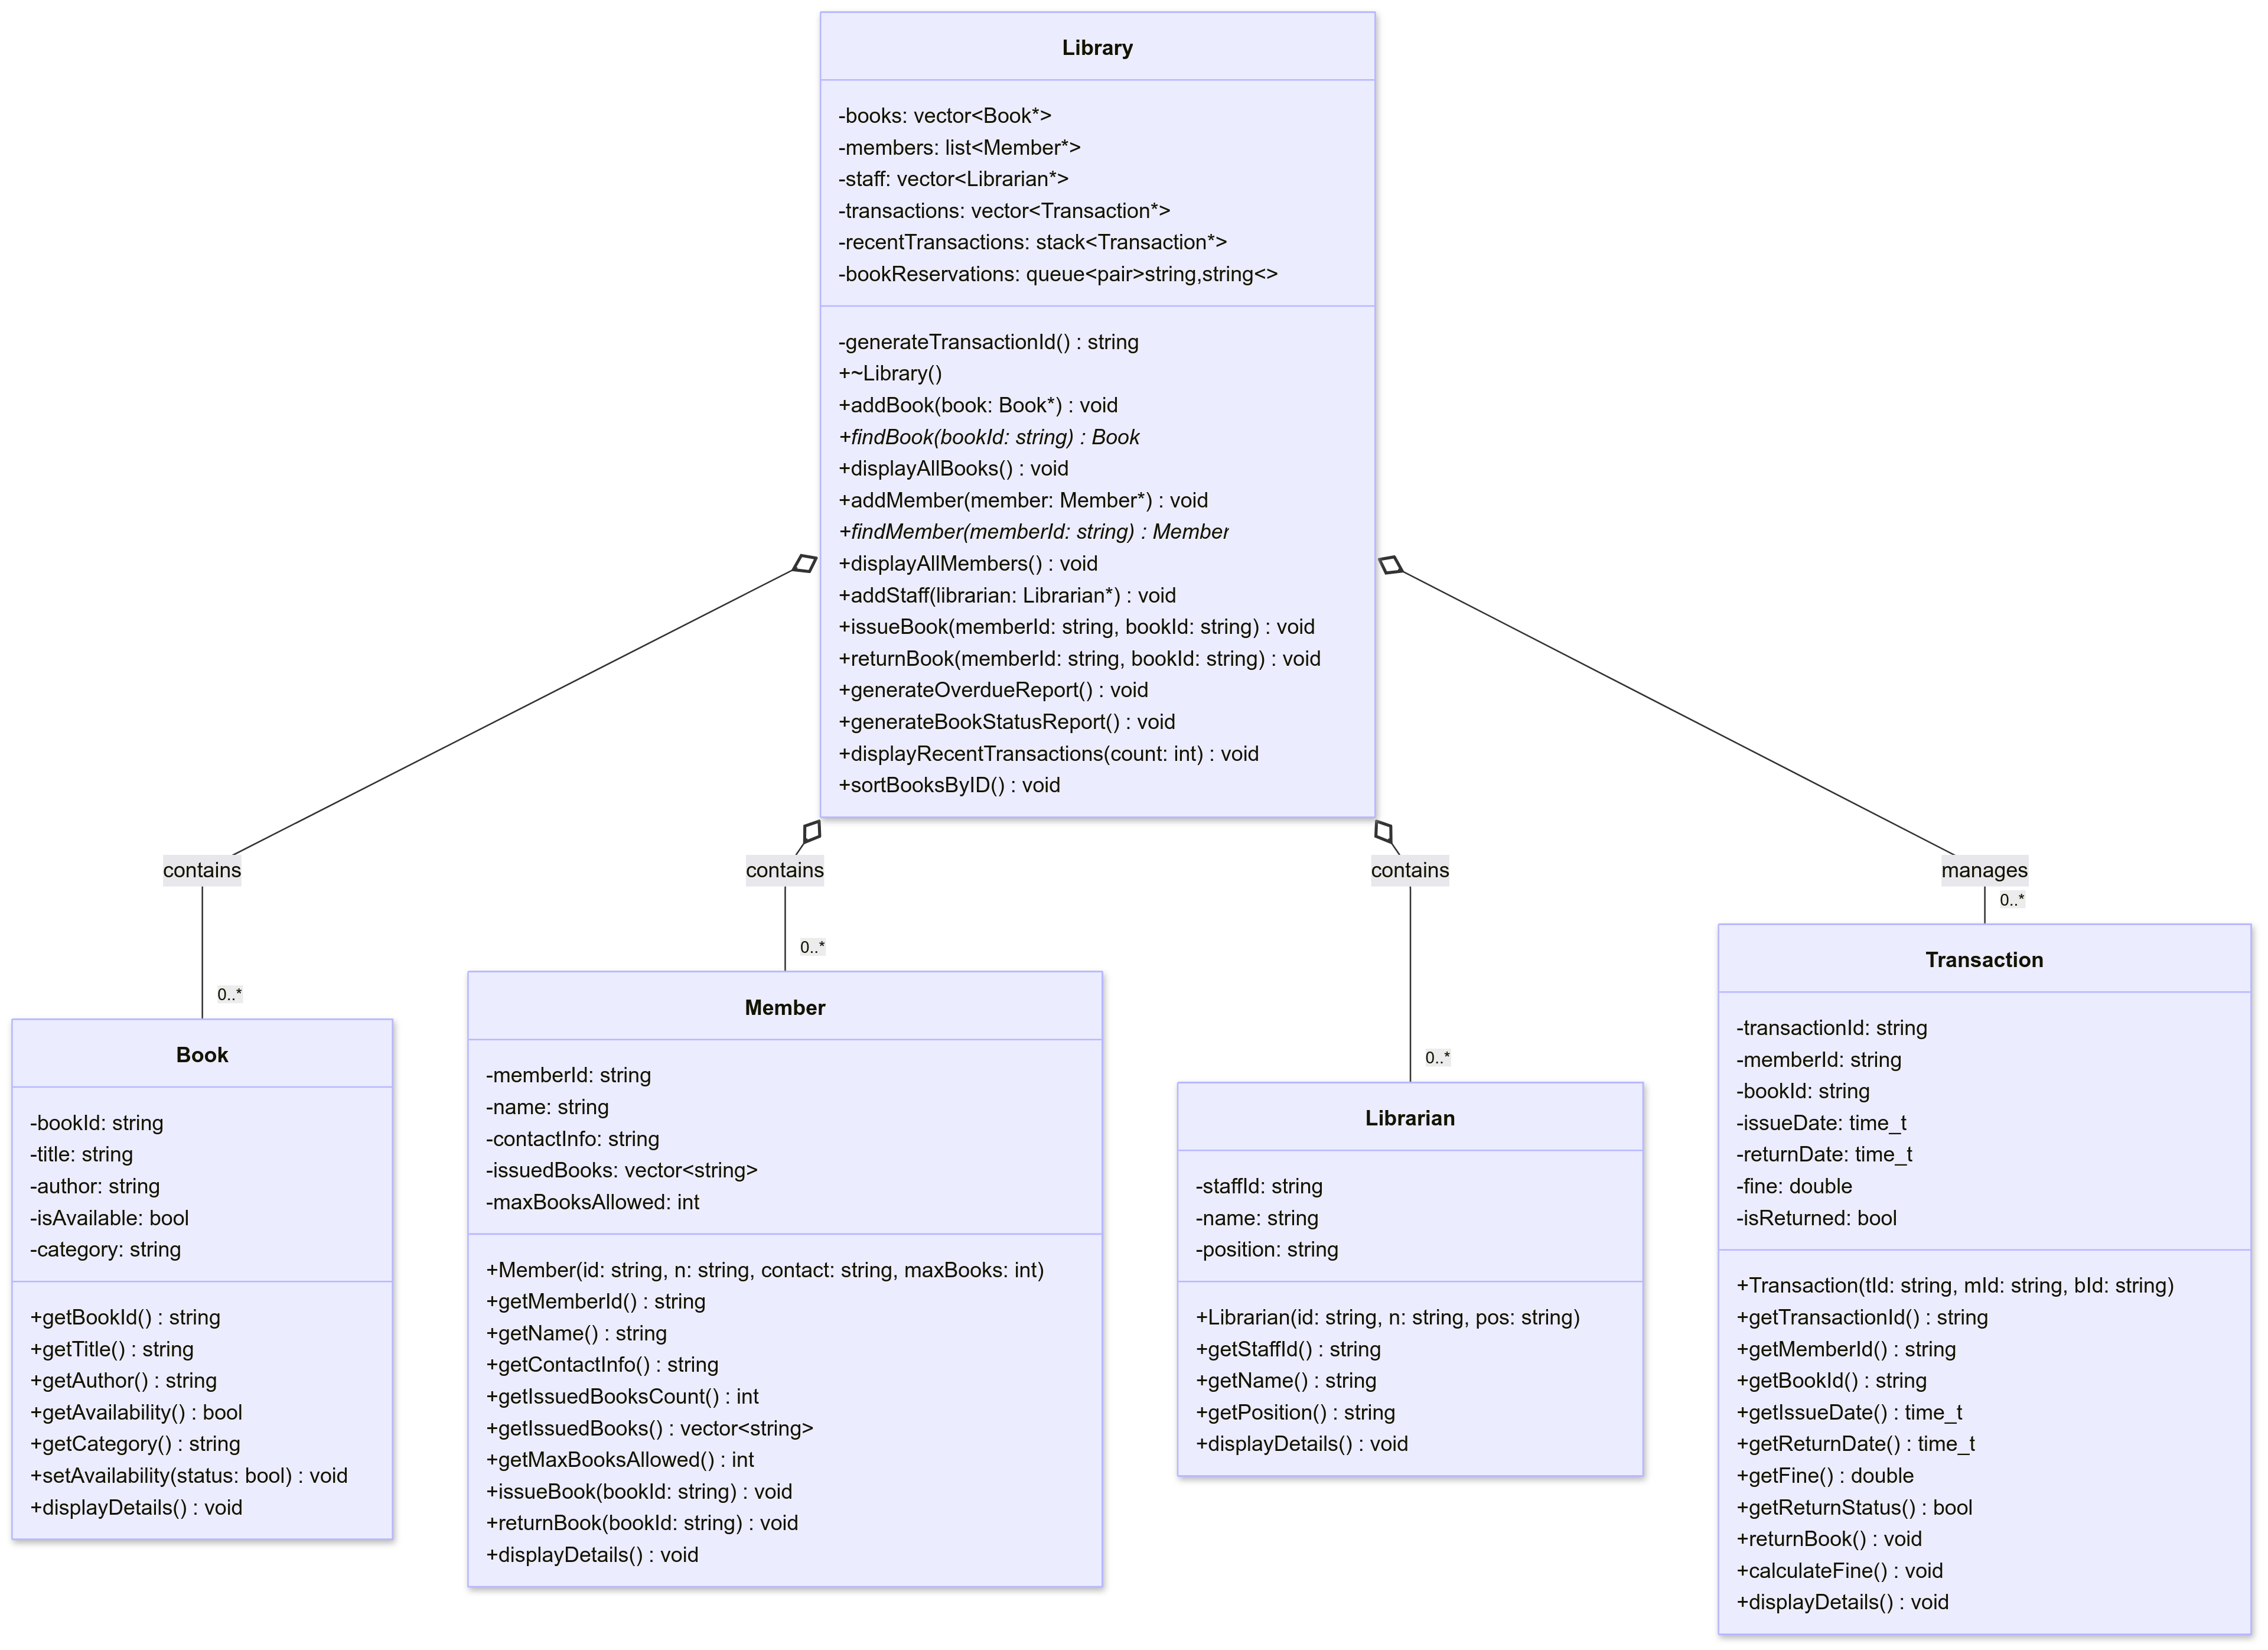 Library
-books: vector<Book*>
-members: list<Member*>
-staff: vector<Librarian*>
-transactions: vector<Transaction*>
-recentTransactions: stack<Transaction*>
-bookReservations: queue<pair>string,string<>
-generateTransactionId() : string
+~Library()
+addBook(book: Book*) : void
+findBook(bookId: string) : Book
+displayAllBooks() : void
+addMember(member: Member*) : void
+findMember(memberId: string) : Member
+displayAllMembers() : void
+addStaff(librarian: Librarian*) : void
+issueBook(memberId: string, bookId: string) : void
+returnBook(memberId: string, bookId: string) : void
+generateOverdueReport() : void
+generateBookStatusReport() : void
+displayRecentTransactions(count: int) : void
+sortBooksByID() : void
contains
0..*
contains
0..*
contains
0..*
manages
0..*
Book
-bookId: string
-title: string
-author: string
-isAvailable: bool
-category: string
+getBookId() : string
+getTitle() : string
+getAuthor() : string
+getAvailability() : bool
+getCategory() : string
+setAvailability(status: bool) : void
+displayDetails() : void
Member
-memberId: string
-name: string
-contactInfo: string
-issuedBooks: vector<string>
-maxBooksAllowed: int
+Member(id: string, n: string, contact: string, maxBooks: int)
+getMemberId() : string
+getName() : string
+getContactInfo() : string
+getIssuedBooksCount() : int
+getIssuedBooks() : vector<string>
+getMaxBooksAllowed() : int
+issueBook(bookId: string) : void
+returnBook(bookId: string) : void
+displayDetails() : void
Librarian
-staffId: string
-name: string
-position: string
+Librarian(id: string, n: string, pos: string)
+getStaffId() : string
+getName() : string
+getPosition() : string
+displayDetails() : void
Transaction
-transactionId: string
-memberId: string
-bookId: string
-issueDate: time_t
-returnDate: time_t
-fine: double
-isReturned: bool
+Transaction(tId: string, mId: string, bId: string)
+getTransactionId() : string
+getMemberId() : string
+getBookId() : string
+getIssueDate() : time_t
+getReturnDate() : time_t
+getFine() : double
+getReturnStatus() : bool
+returnBook() : void
+calculateFine() : void
+displayDetails() : void